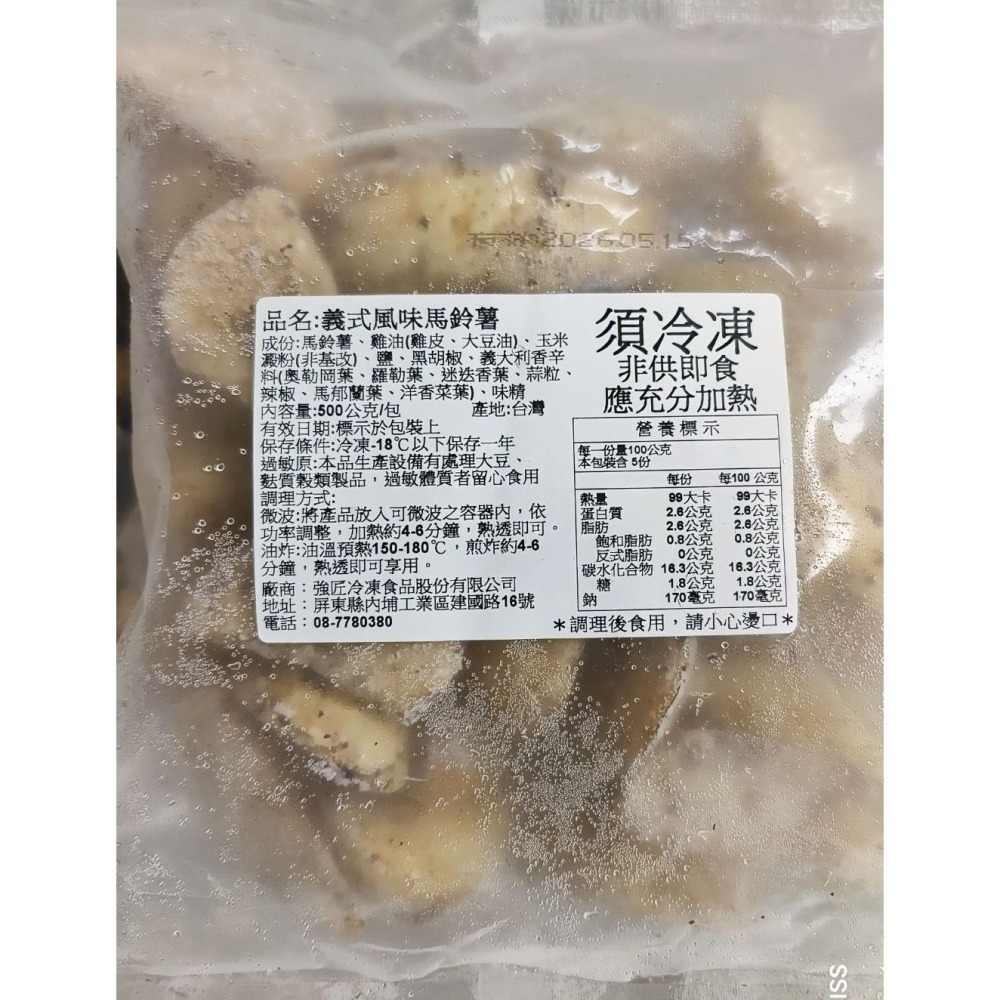 2026.05.15
品名:義式風味馬鈴薯
成份:馬鈴薯、雞油(雞皮、大豆油)、玉米
澱粉(非基改)、鹽、黑胡椒、義大利香辛
料(奧勒岡葉、羅勒葉、迷迭香葉、蒜粒、
辣椒、馬郁蘭葉、洋香菜葉)、味精
內容量:500公克/包 產地:台灣
有效日期:標示於包裝上
保存條件:冷凍-18℃以下保存一年
過敏原:本品生產設備有處理大豆、
麩質穀類製品，過敏體質者留心食用
調理方式:
微波:將產品放入可微波之容器內，依
功率調整，加熱約4-6分鐘，熟透即可。
油炸:油溫預熱150-180℃，煎炸約4-6
分鐘，熟透即可享用。
廠商：強匠冷凍食品股份有限公司
地址：屏東縣內埔工業區建國路16號
電話：08-7780380
須冷凍
非供即食
應充分加熱
營養標示
每一份量100公克
本包裝含 5份
每份 每100 公克
熱量 99大卡 99大卡
蛋白質 2.6公克 2.6公克
脂肪 2.6公克 2.6公克
飽和脂肪 0.8公克 0.8公克
反式脂肪 0公克 0公克
碳水化合物 16.3公克 16.3公克
糖 1.8公克 1.8公克
鈉 170毫克 170毫克
＊調理後食用，請小心燙口＊